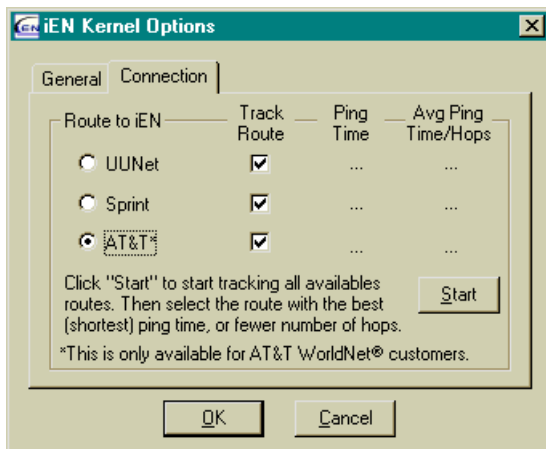 iEN iEN Kernel Options
General Connection
Route to iEN Track Route Ping Time Avg Ping Time/Hops
UUNet ... ...
Sprint ... ...
AT&T* ... ...
Click "Start" to start tracking all availables
routes. Then select the route with the best
(shortest) ping time, or fewer number of hops.
Start
*This is only available for AT&T WorldNet® customers.
OK Cancel